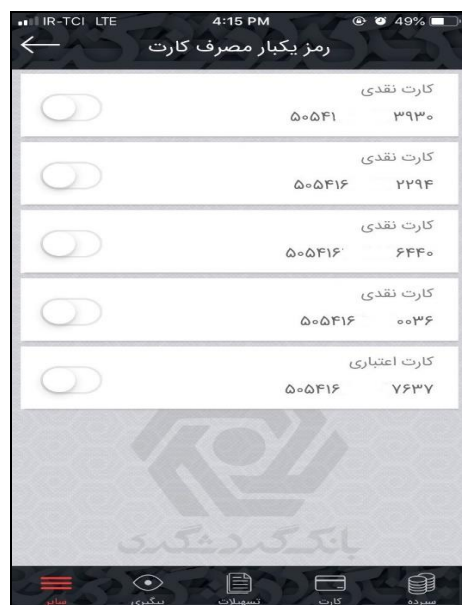 IR-TCI LTE 4:15 PM 49%
رمز یکبار مصرف کارت
کارت نقدی
۵۰۵۴۱ ۳۹۳۰
کارت نقدی
۵۰۵۴۱۶ ۲۲۹۴
کارت نقدی
۵۰۵۴۱۶ ۶۴۴۰
کارت نقدی
۵۰۵۴۱۶ ۰۰۳۶
کارت اعتباری
۵۰۵۴۱۶ ۷۶۳۷
بانک گردشگری
سپرده کارت تسهیلات پیگیری سایر